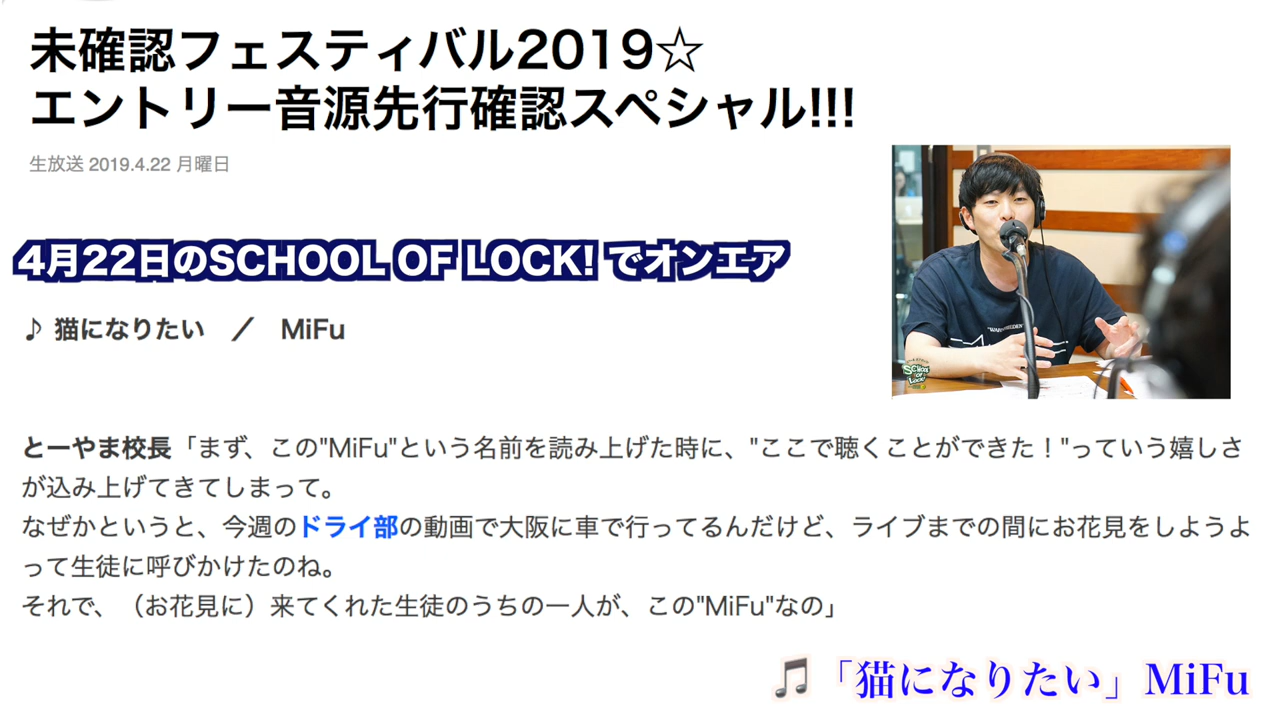 未確認フェスティバル2019☆
エントリー音源先行確認スペシャル!!!
生放送 2019.4.22 月曜日
4月22日のSCHOOL OF LOCK! でオンエア
♪ 猫になりたい　／　MiFu
SCHOOL
OF
LOCK!
とーやま校長「まず、この"MiFu"という名前を読み上げた時に、"ここで聴くことができた！"っていう嬉しさ
が込み上げてきてしまって。
なぜかというと、今週のドライ部の動画で大阪に車で行ってるんだけど、ライブまでの間にお花見をしようよ
って生徒に呼びかけたのね。
それで、（お花見に）来てくれた生徒のうちの一人が、この"MiFu"なの」
🎵「猫になりたい」MiFu